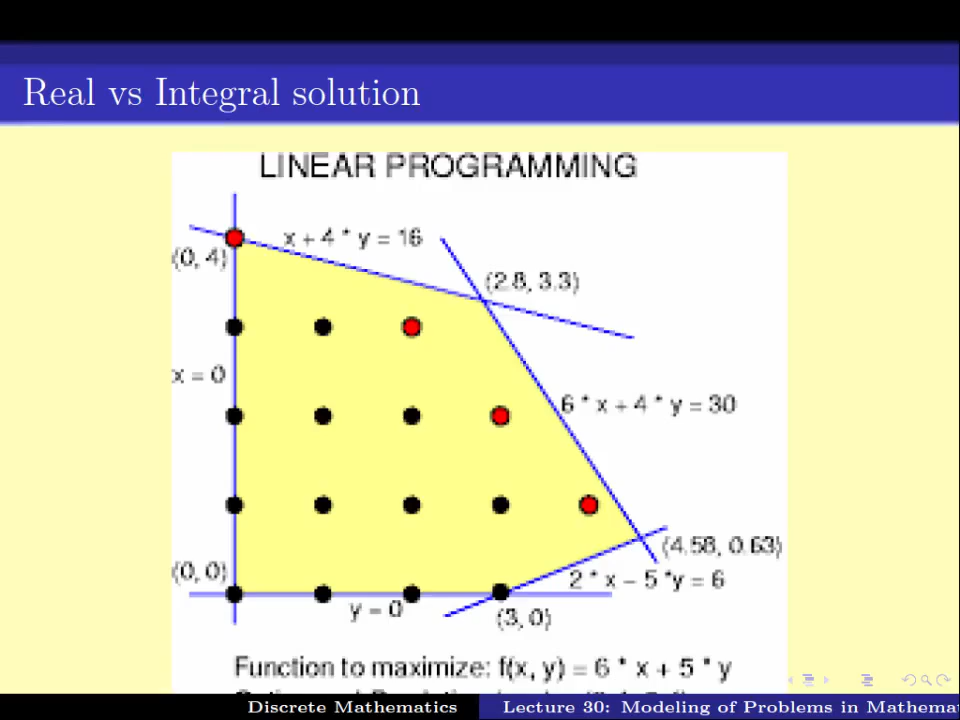 Real vs Integral solution
LINEAR PROGRAMMING
x + 4 * y = 16
(0, 4)
(2.8, 3.3)
x = 0
6 * x + 4 * y = 30
(4.58, 0.63)
(0, 0)
2 * x - 5 *y = 6
y = 0
(3, 0)
Function to maximize: f(x, y) = 6 * x + 5 * y
Discrete Mathematics
Lecture 30: Modeling of Problems in Mathema